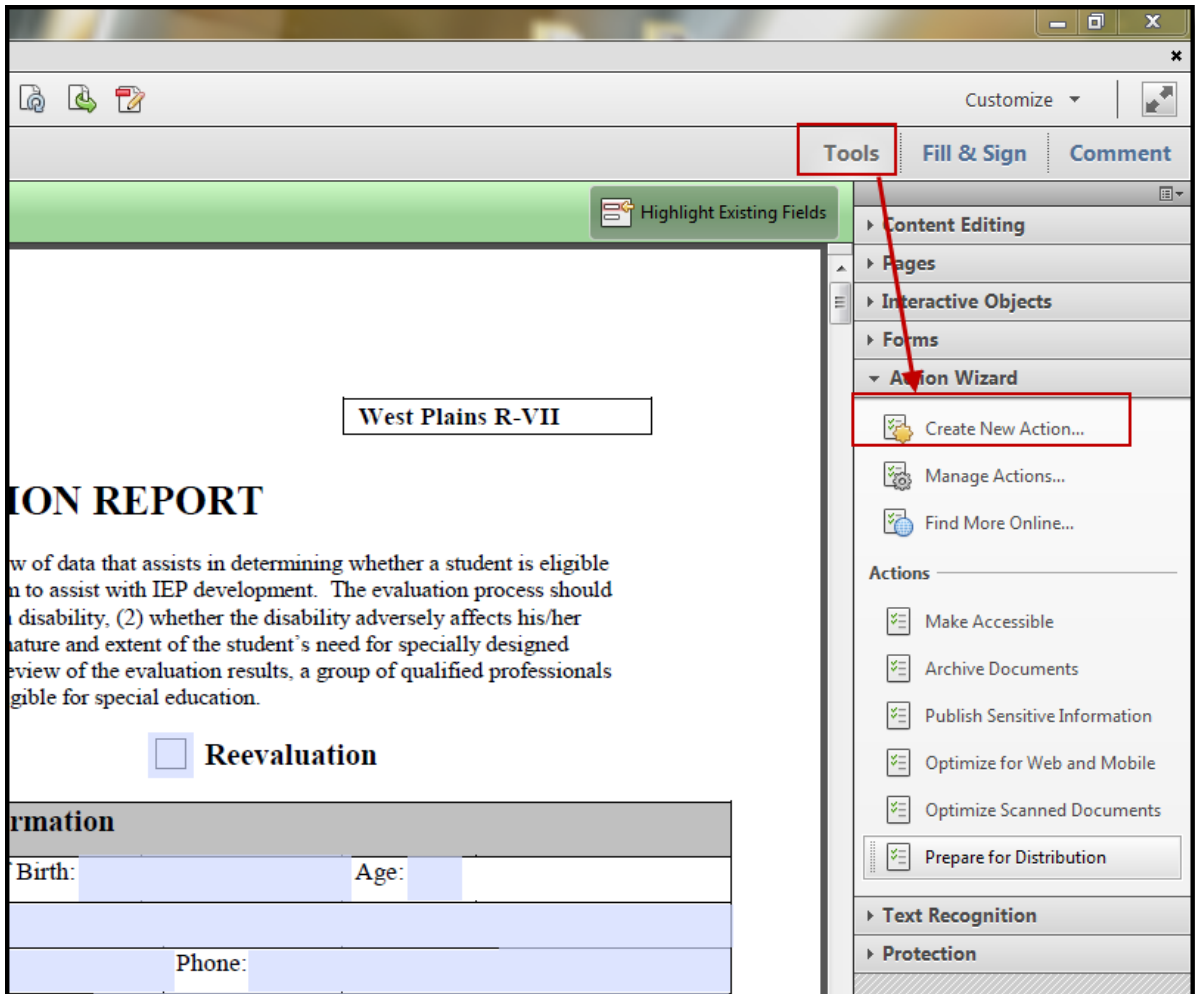 Customize
Tools Fill & Sign Comment
Highlight Existing Fields
Content Editing
Pages
Interactive Objects
Forms
Action Wizard
Create New Action...
Manage Actions...
Find More Online...
Actions
Make Accessible
Archive Documents
Publish Sensitive Information
Optimize for Web and Mobile
Optimize Scanned Documents
Prepare for Distribution
Text Recognition
Protection
West Plains R-VII
ION REPORT
w of data that assists in determining whether a student is eligible
to assist with IEP development. The evaluation process should
disability, (2) whether the disability adversely affects his/her
nature and extent of the student's need for specially designed
eview of the evaluation results, a group of qualified professionals
gible for special education.
Reevaluation
rmation
Birth: Age:
Phone: